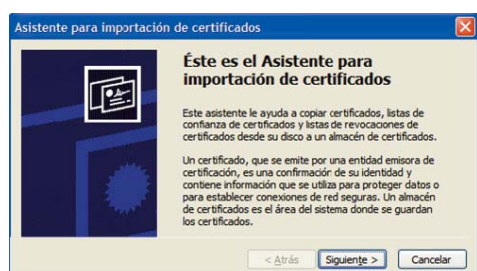 Asistente para importación de certificados
Éste es el Asistente para
importación de certificados
Este asistente le ayuda a copiar certificados, listas de
confianza de certificados y listas de revocaciones de
certificados desde su disco a un almacén de certificados.
Un certificado, que se emite por una entidad emisora de
certificación, es una confirmación de su identidad y
contiene información que se utiliza para proteger datos o
para establecer conexiones de red seguras. Un almacén
de certificados es el área del sistema donde se guardan
los certificados.
< Atrás Siguiente > Cancelar